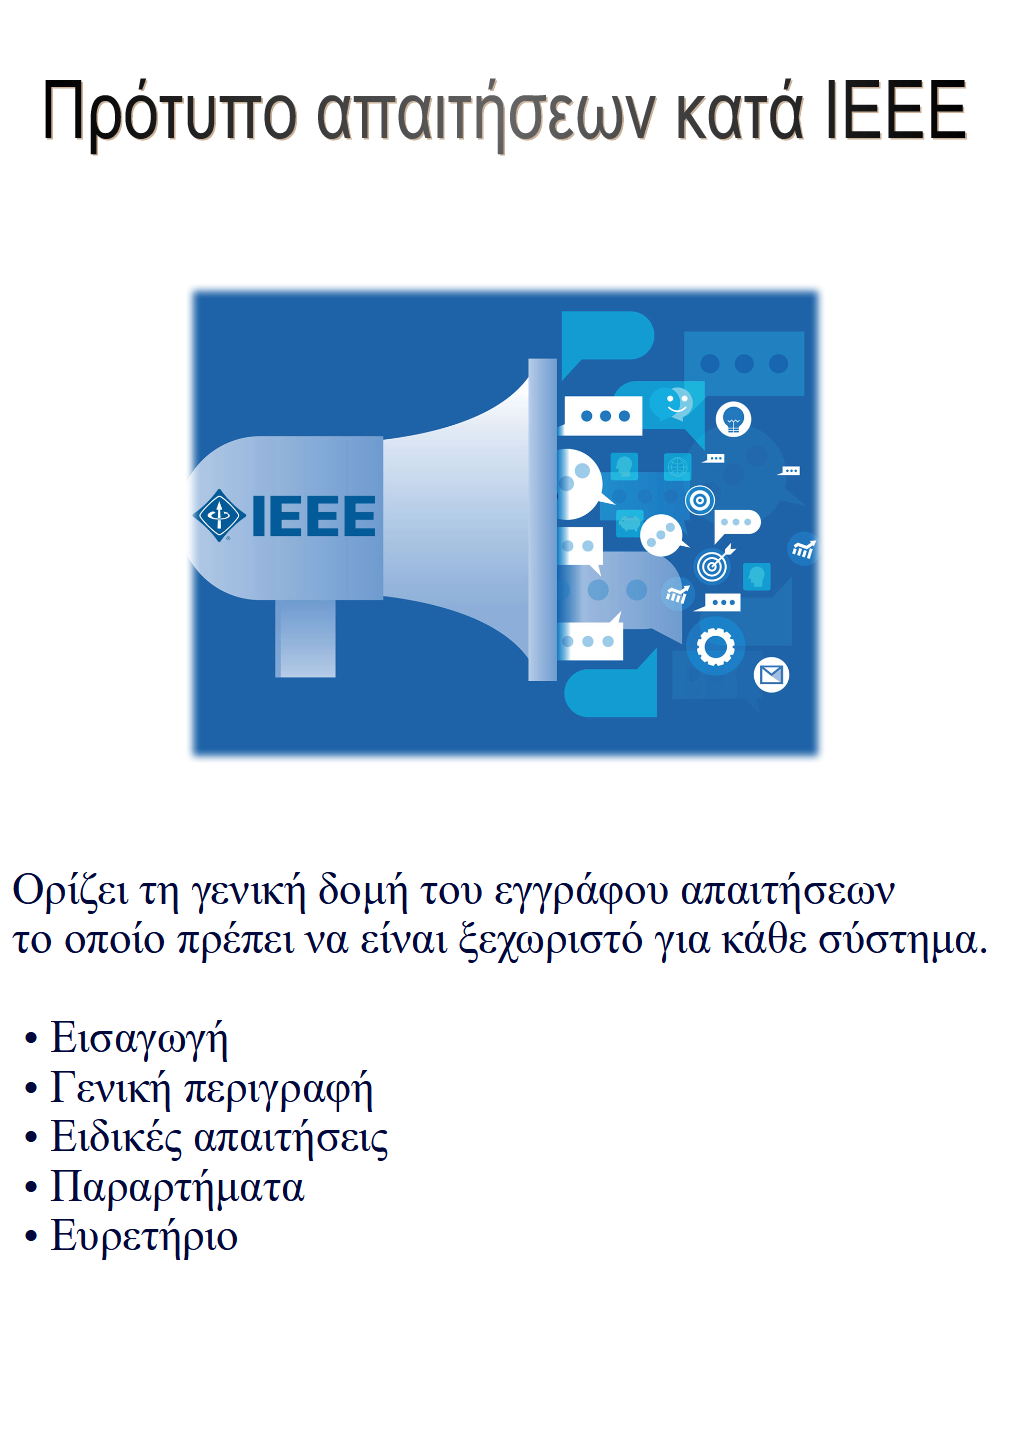 Πρότυπο απαιτήσεων κατά IEEE
IEEE
Ορίζει τη γενική δομή του εγγράφου απαιτήσεων
το οποίο πρέπει να είναι ξεχωριστό για κάθε σύστημα.
• Εισαγωγή
• Γενική περιγραφή
• Ειδικές απαιτήσεις
• Παραρτήματα
• Ευρετήριο